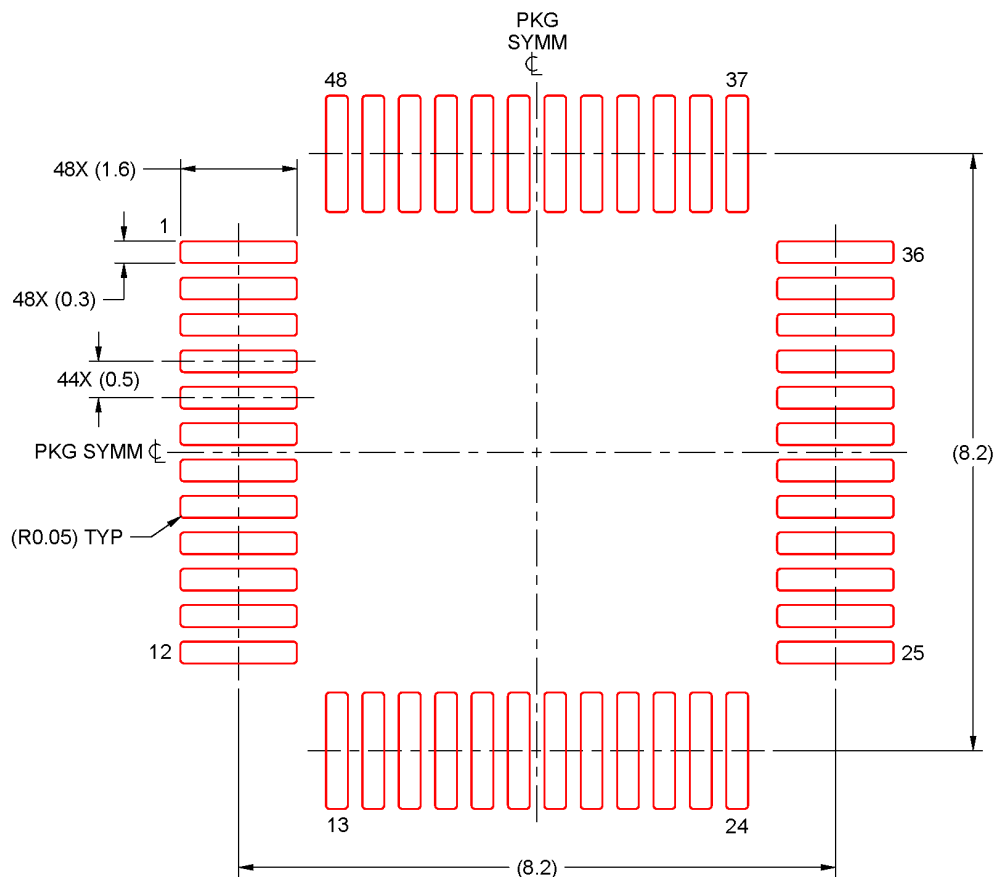 PKG
SYMM
℄
48
37
48X (1.6)
1
36
48X (0.3)
44X (0.5)
PKG SYMM ℄
(8.2)
(R0.05) TYP
12
25
13
24
(8.2)